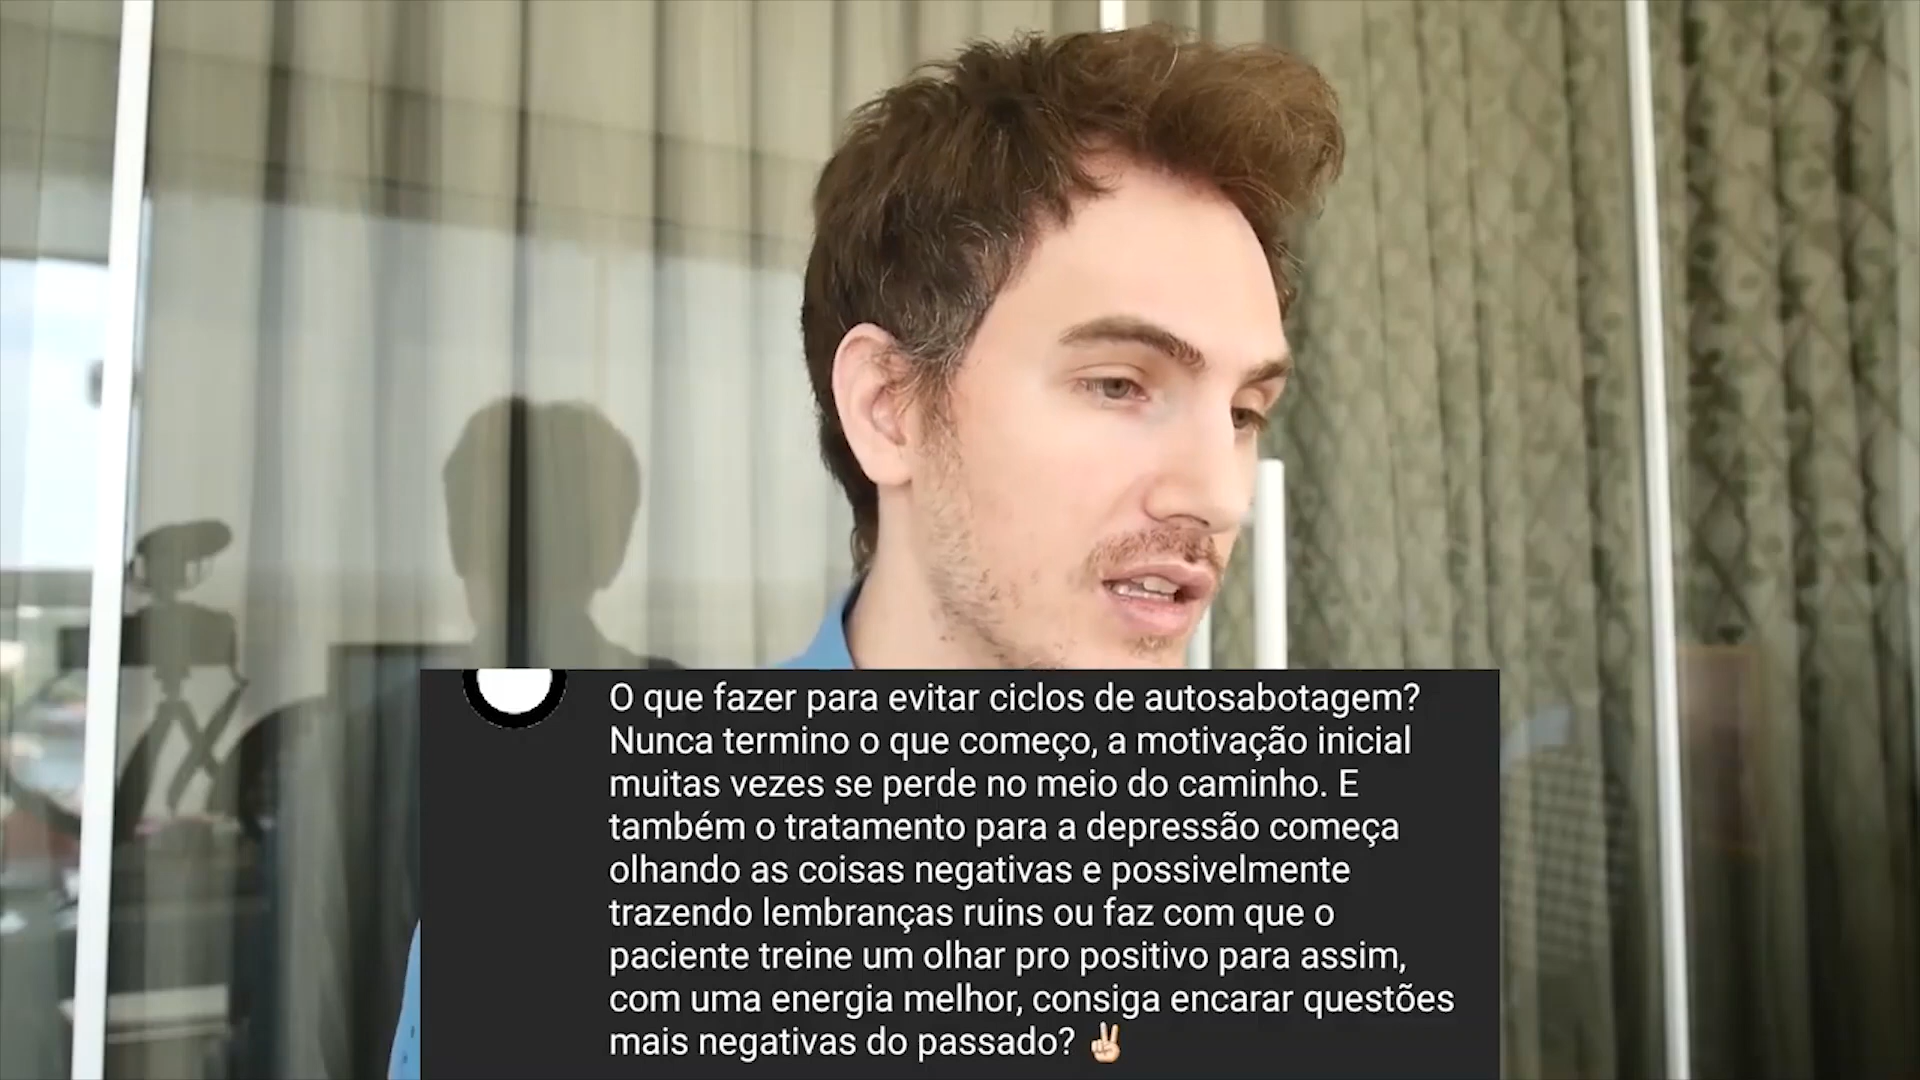 O que fazer para evitar ciclos de autosabotagem?
Nunca termino o que começo, a motivação inicial
muitas vezes se perde no meio do caminho. E
também o tratamento para a depressão começa
olhando as coisas negativas e possivelmente
trazendo lembranças ruins ou faz com que o
paciente treine um olhar pro positivo para assim,
com uma energia melhor, consiga encarar questões
mais negativas do passado? ✌🏻